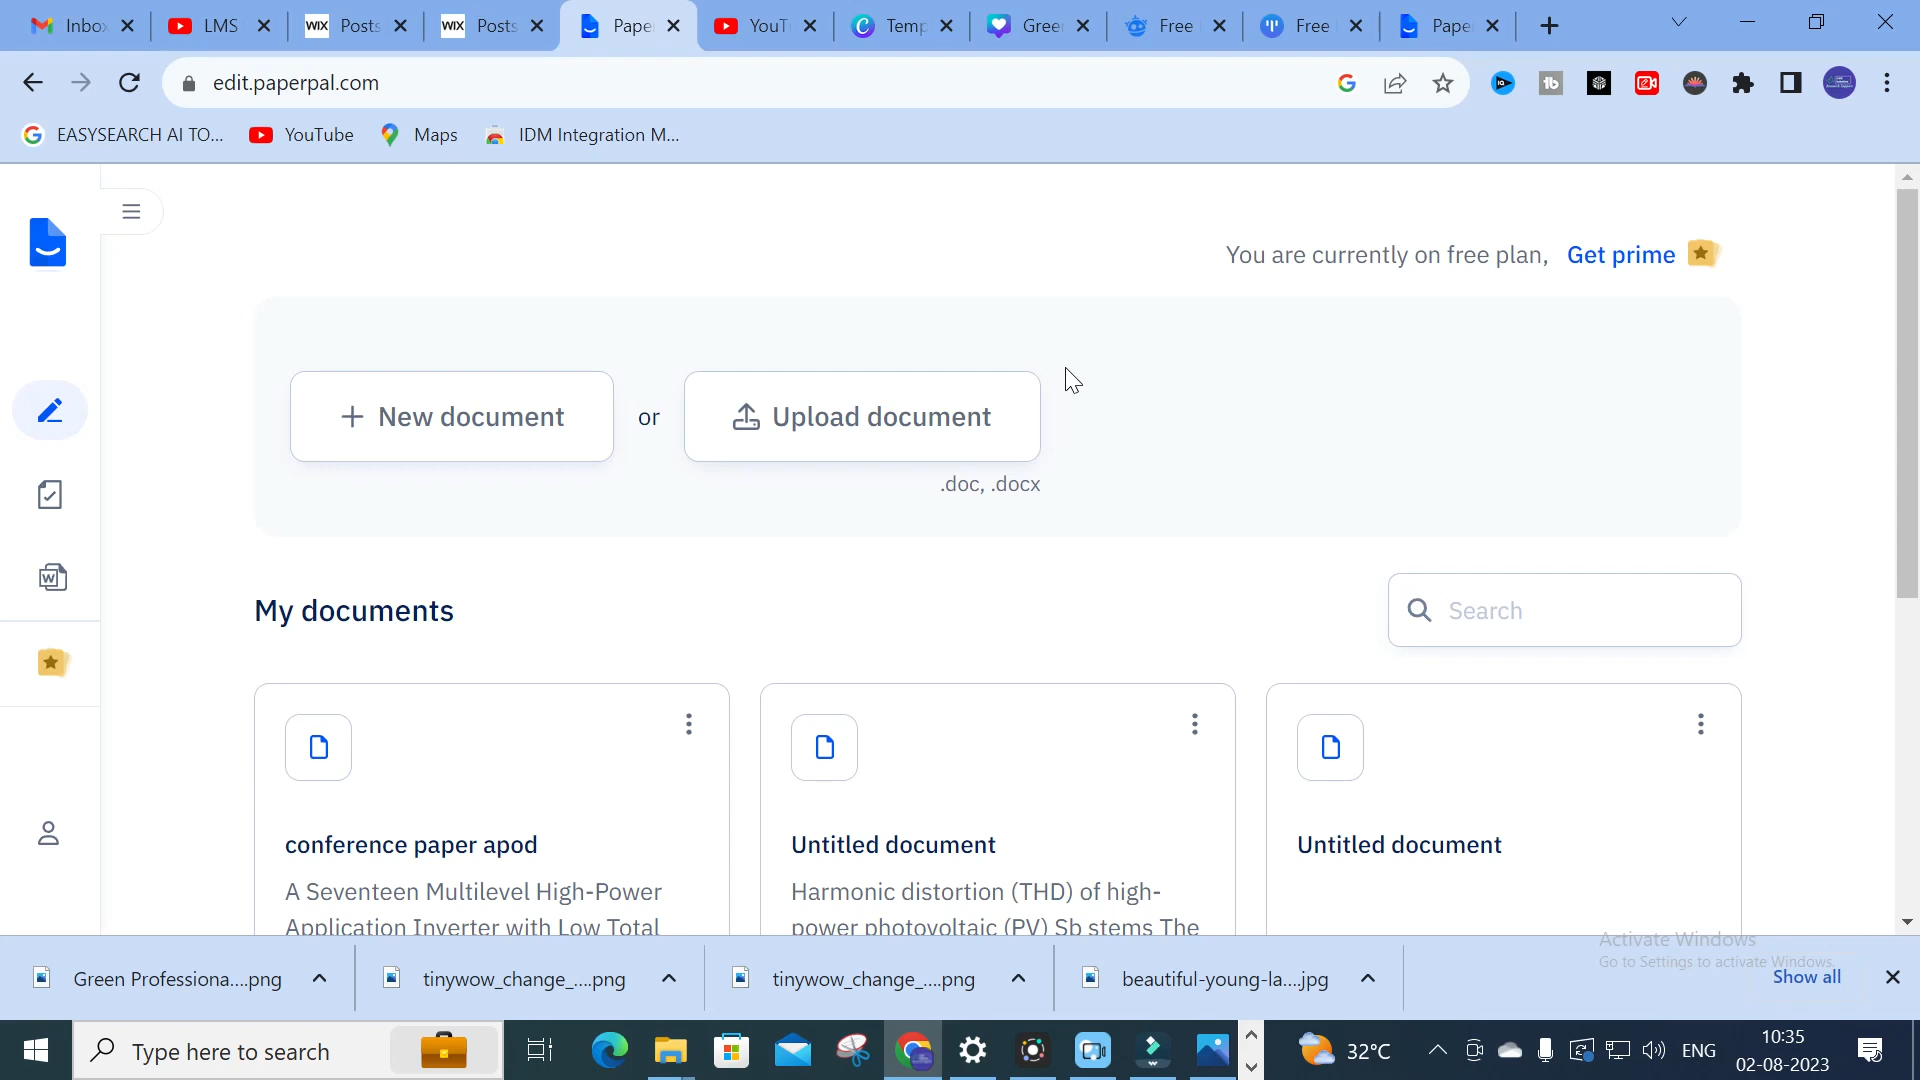 Inbox
LMS
WIX Posts
WIX Posts
Pape
YouT
Temp
Gree
Free
Free
Pape
edit.paperpal.com
EASYSEARCH AI TO...
YouTube
Maps
IDM Integration M...
You are currently on free plan, Get prime
+ New document
or
Upload document
.doc, .docx
My documents
Search
conference paper apod
A Seventeen Multilevel High-Power
Application Inverter with Low Total
Untitled document
Harmonic distortion (THD) of high-
power photovoltaic (PV) Sb stems The
Untitled document
Activate Windows
Go to Settings to activate Windows.
Green Professiona....png
tinywow_change_....png
tinywow_change_....png
beautiful-young-la....jpg
Show all
Type here to search
32°C
ENG
10:35
02-08-2023